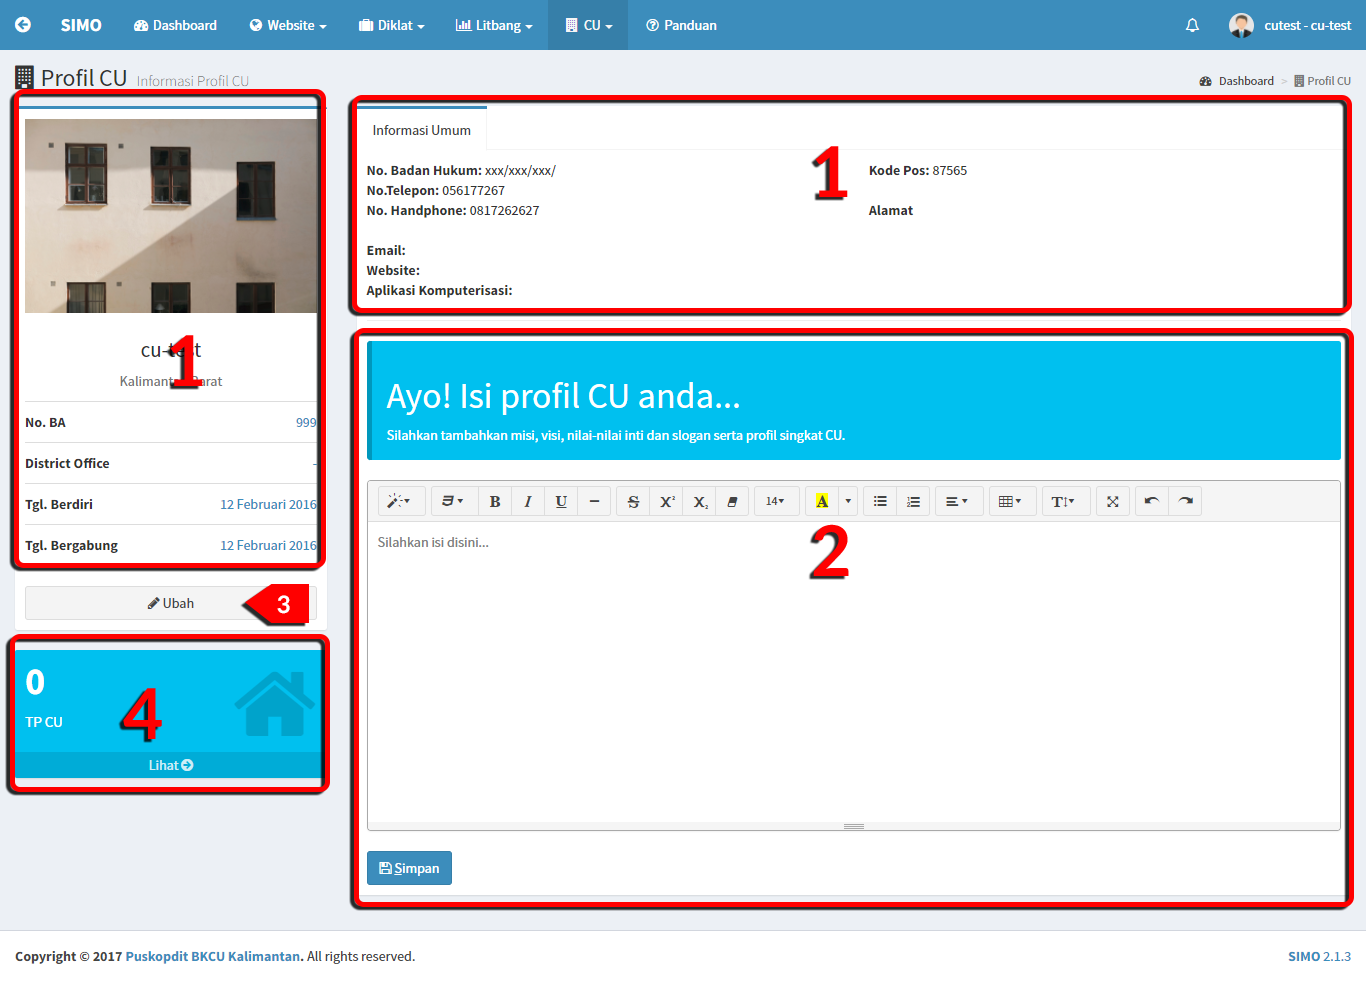 SIMO Dashboard Website Diklat Litbang CU Panduan cutest - cu-test
Profil CU Informasi Profil CU
Dashboard > Profil CU
1
cu-test
Kalimantan Barat
No. BA 999
District Office -
Tgl. Berdiri 12 Februari 2016
Tgl. Bergabung 12 Februari 2016
Ubah
3
0
TP CU
4
Lihat
Informasi Umum
1
No. Badan Hukum: xxx/xxx/xxx/
No.Telepon: 056177267
No. Handphone: 0817262627
Email:
Website:
Aplikasi Komputerisasi:
Kode Pos: 87565
Alamat
Ayo! Isi profil CU anda...
Silahkan tambahkan misi, visi, nilai-nilai inti dan slogan serta profil singkat CU.
B I U S X² X₂ 14 A T
Silahkan isi disini...
2
Simpan
Copyright © 2017 Puskopdit BKCU Kalimantan. All rights reserved.
SIMO 2.1.3